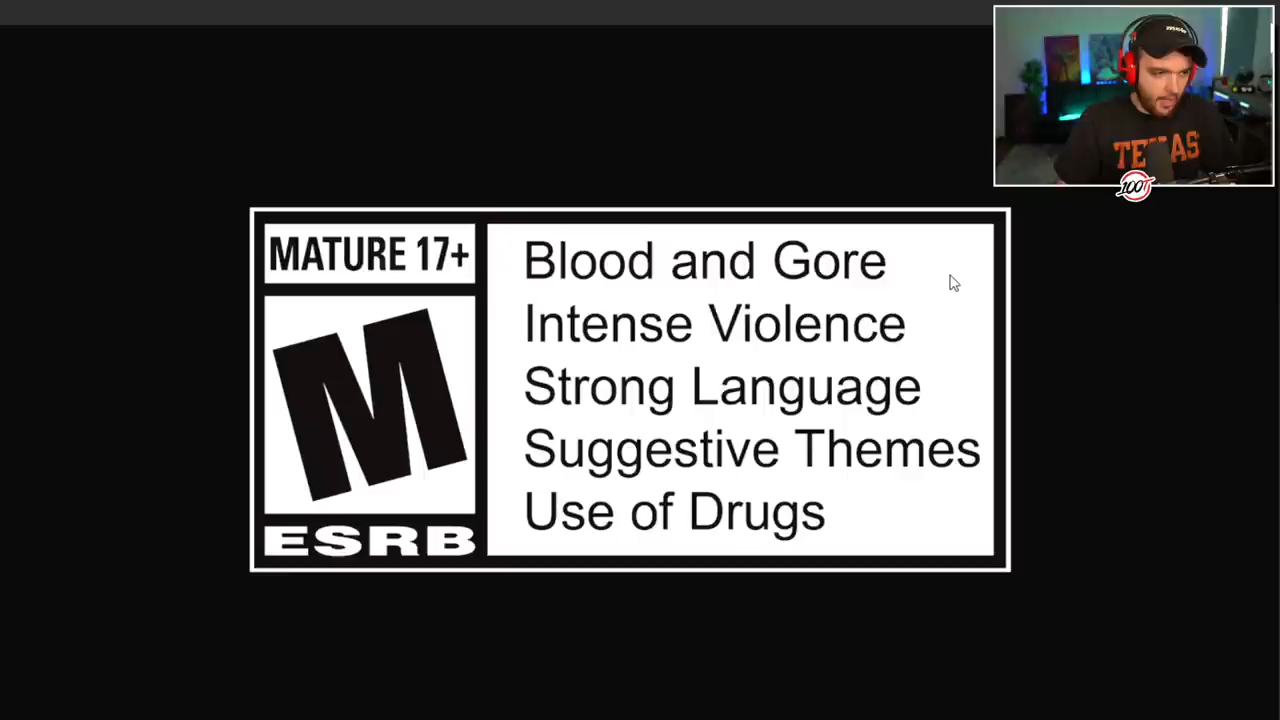 MATURE 17+
M
ESRB
Blood and Gore
Intense Violence
Strong Language
Suggestive Themes
Use of Drugs
TEXAS
100T